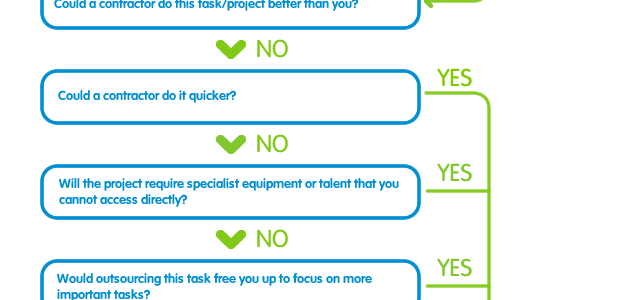 Could a contractor do this task/project better than you?
NO
YES
Could a contractor do it quicker?
NO
YES
Will the project require specialist equipment or talent that you
cannot access directly?
NO
YES
Would outsourcing this task free you up to focus on more
important tasks?